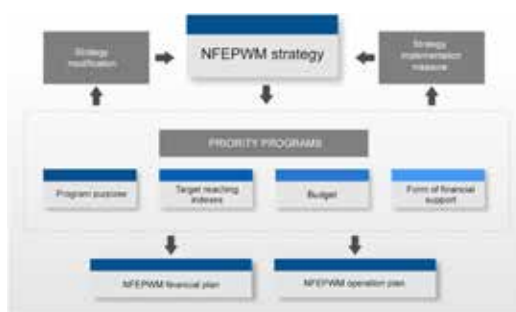 Strategy
modification
NFEPWM strategy
Strategy
implementation
measure
PRIORITY PROGRAMS
Program purpose
Target reaching
indexes
Budget
Form of financial
support
NFEPWM financial plan
NFEPWM operation plan